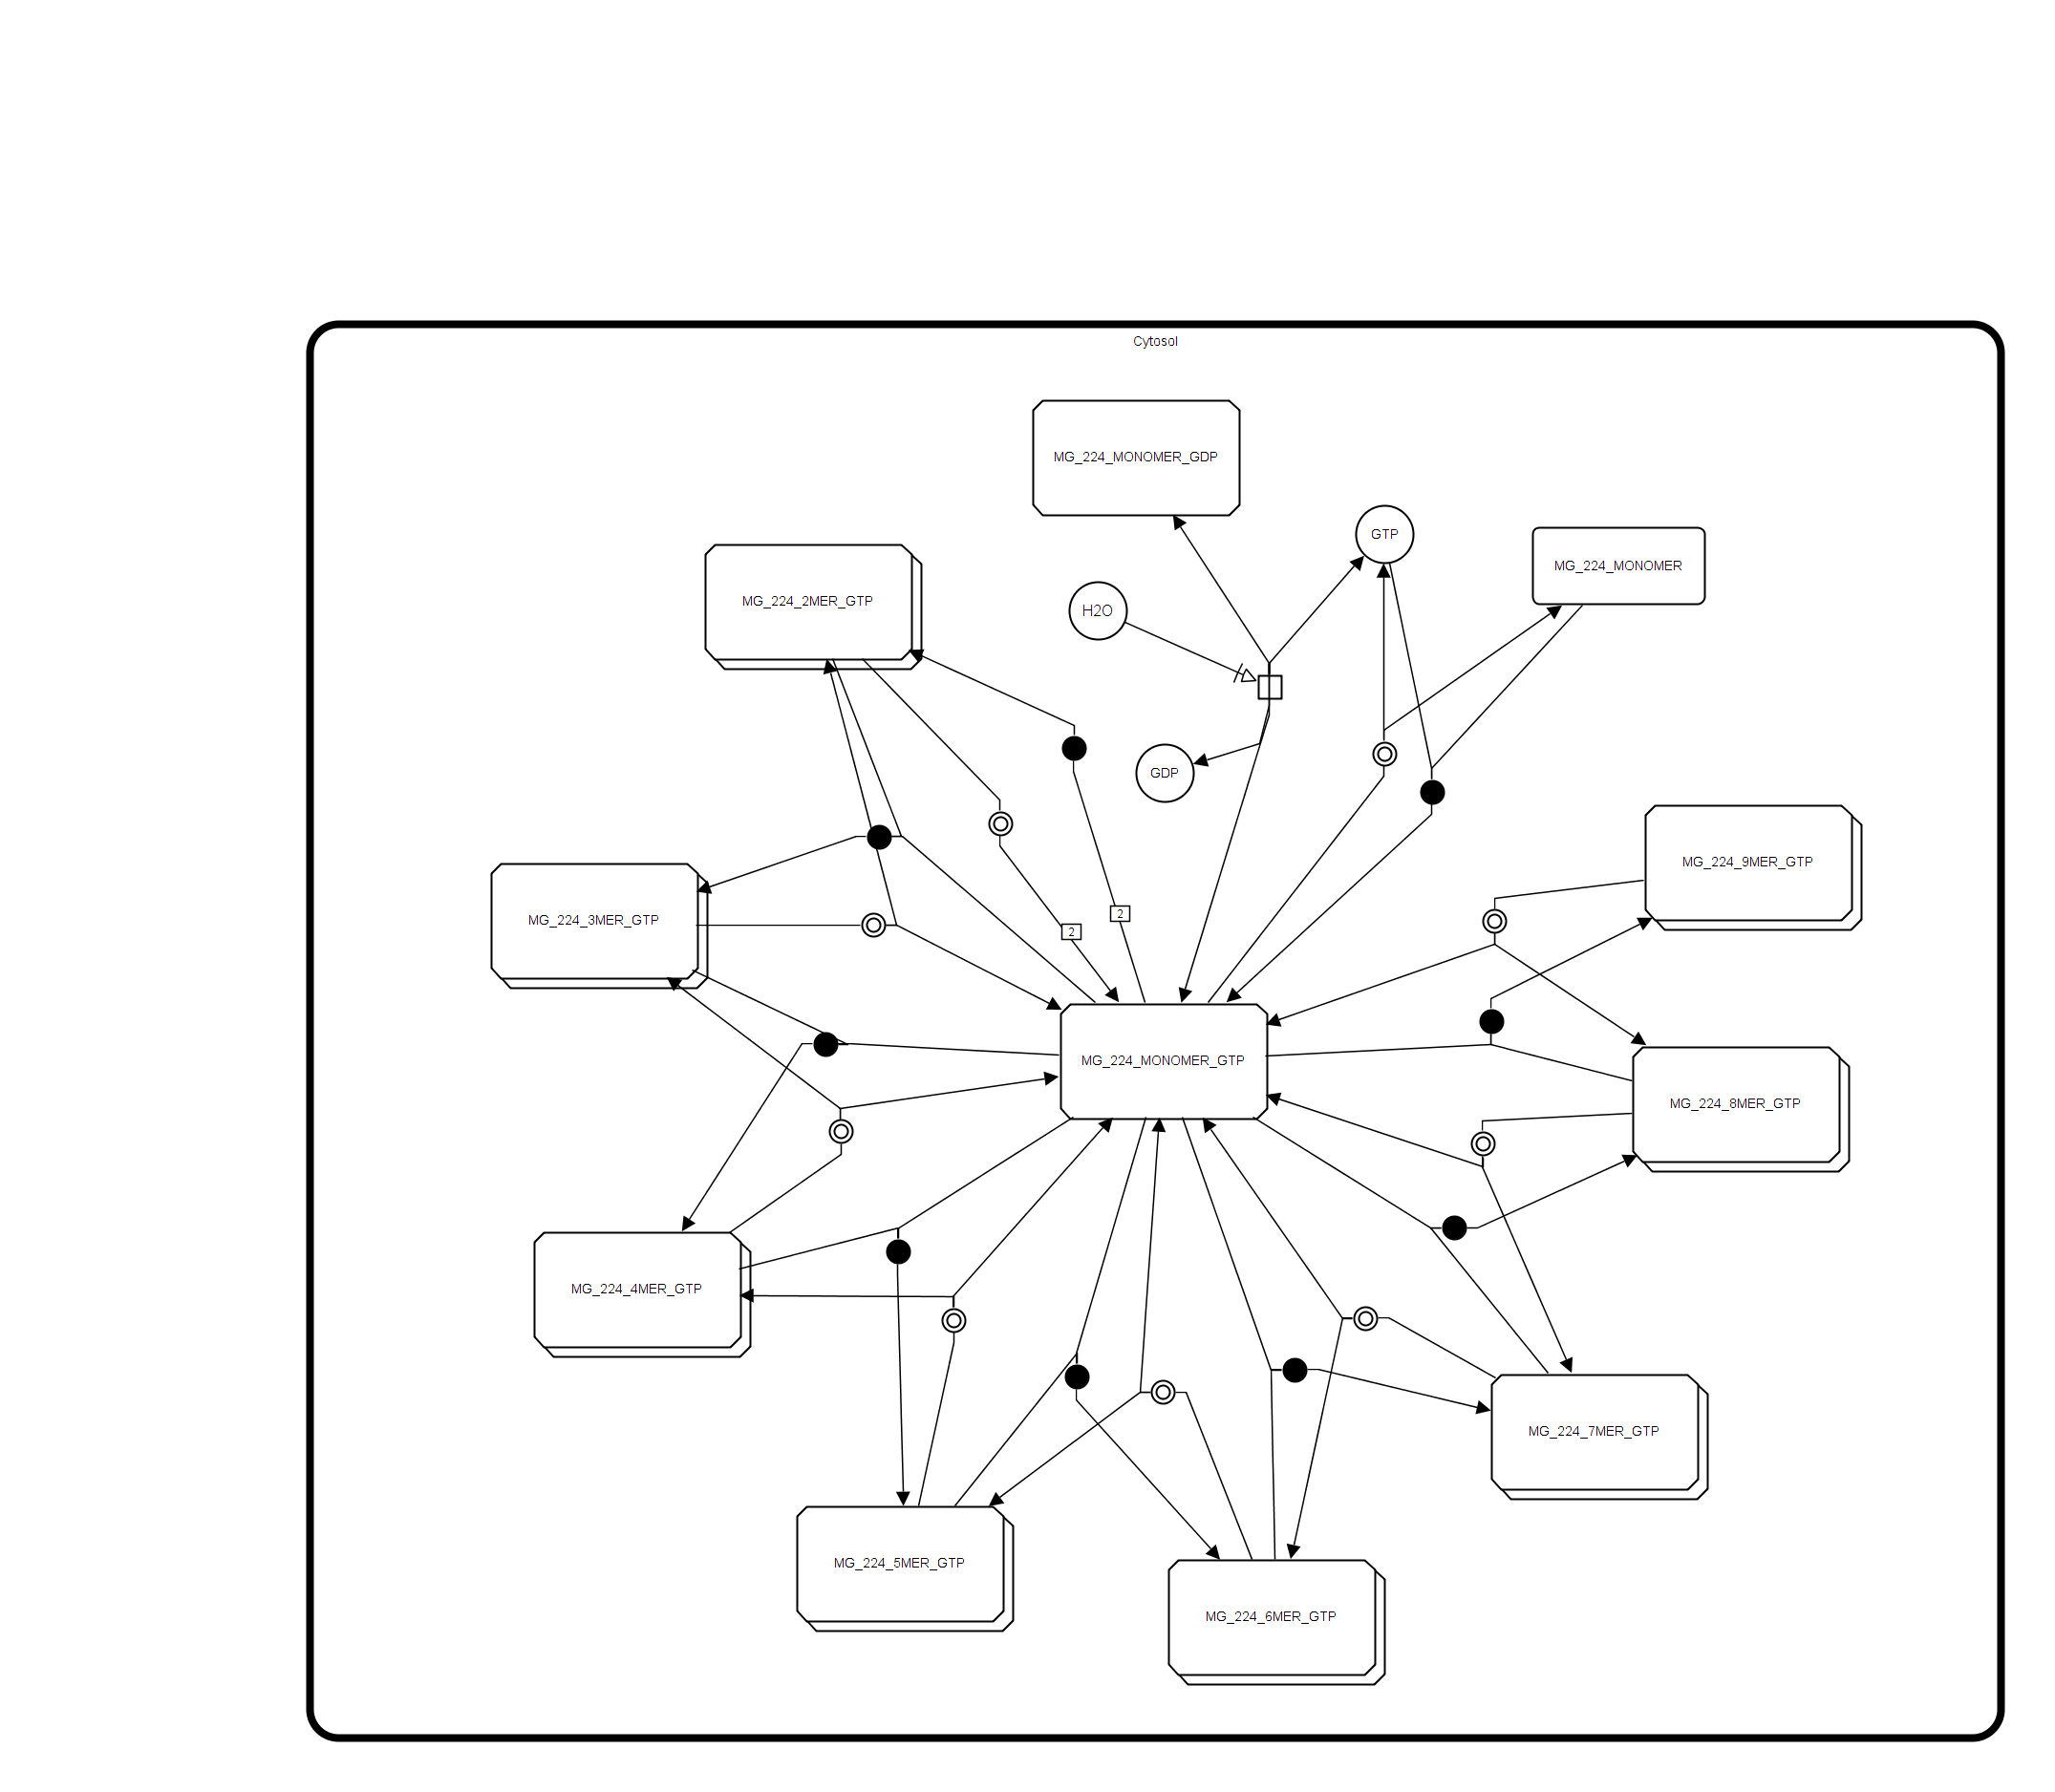 Cytosol
MG_224_MONOMER_GDP
GTP
MG_224_MONOMER
MG_224_2MER_GTP
H2O
GDP
MG_224_9MER_GTP
MG_224_3MER_GTP
2
2
MG_224_MONOMER_GTP
MG_224_8MER_GTP
MG_224_4MER_GTP
MG_224_7MER_GTP
MG_224_5MER_GTP
MG_224_6MER_GTP